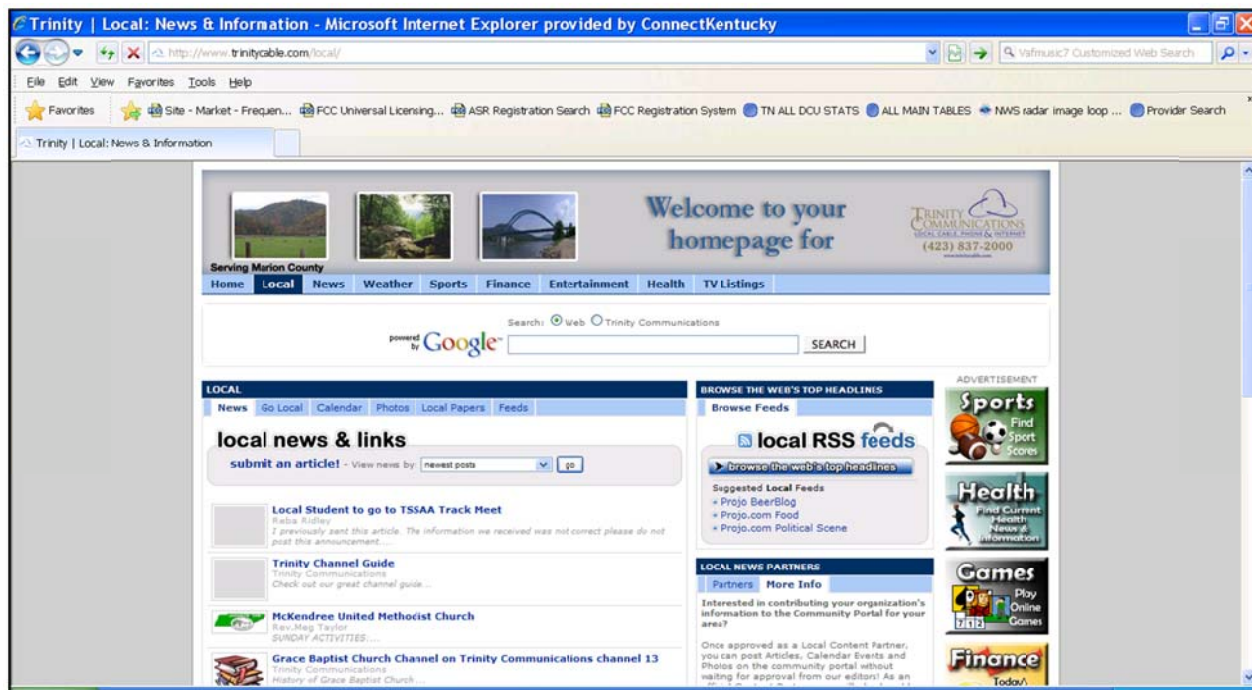 Trinity | Local: News & Information - Microsoft Internet Explorer provided by ConnectKentucky
http://www.trinitycable.com/local/
Vafmusic7 Customized Web Search
File Edit View Favorites Tools Help
Favorites Site - Market - Frequen... FCC Universal Licensing... ASR Registration Search FCC Registration System TN ALL DCU STATS ALL MAIN TABLES NWS radar image loop ... Provider Search
Trinity | Local: News & Information
Welcome to your
homepage for
TRINITY
COMMUNICATIONS
LOCAL CABLE, PHONE & INTERNET
(423) 837-2000
www.trinitycable.com
Serving Marion County
Home Local News Weather Sports Finance Entertainment Health TV Listings
Search: Web Trinity Communications
powered by Google™ SEARCH
LOCAL
News Go Local Calendar Photos Local Papers Feeds
local news & links
submit an article! - View news by: newest posts go
Local Student to go to TSSAA Track Meet
Reba Ridley
I previously sent this article. The information we received was not correct please do not
post this announcement....
Trinity Channel Guide
Trinity Communications
Check out our great channel guide...
McKendree United Methodist Church
Rev.Meg Taylor
SUNDAY ACTIVITIES:....
Grace Baptist Church Channel on Trinity Communications channel 13
Trinity Communications
History of Grace Baptist Church...
BROWSE THE WEB'S TOP HEADLINES
Browse Feeds
local RSS feeds
browse the web's top headlines
Suggested Local Feeds
Projo BeerBlog
Projo.com Food
Projo.com Political Scene
LOCAL NEWS PARTNERS
Partners More Info
Interested in contributing your organization's
information to the Community Portal for your
area?
Once approved as a Local Content Partner,
you can post Articles, Calendar Events and
Photos on the community portal without
waiting for approval from our editors! As an
ADVERTISEMENT
Sports
Find
Sport
Scores
Health
Find Current
Health
News &
Information
Games
Play
Online
Games
7 1 2
Finance
Today's